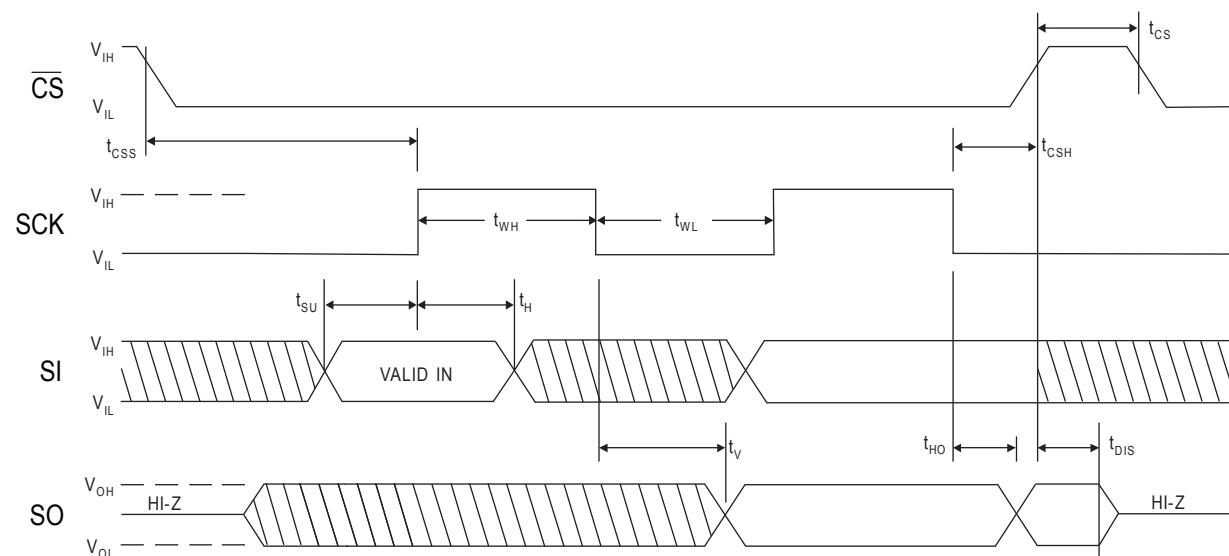 t_CS
V_IH
CS
V_IL
t_CSS
t_CSH
V_IH
SCK
t_WH
t_WL
V_IL
t_SU
t_H
V_IH
SI
VALID IN
V_IL
t_V
t_HO
t_DIS
V_OH
HI-Z
HI-Z
SO
V_OL